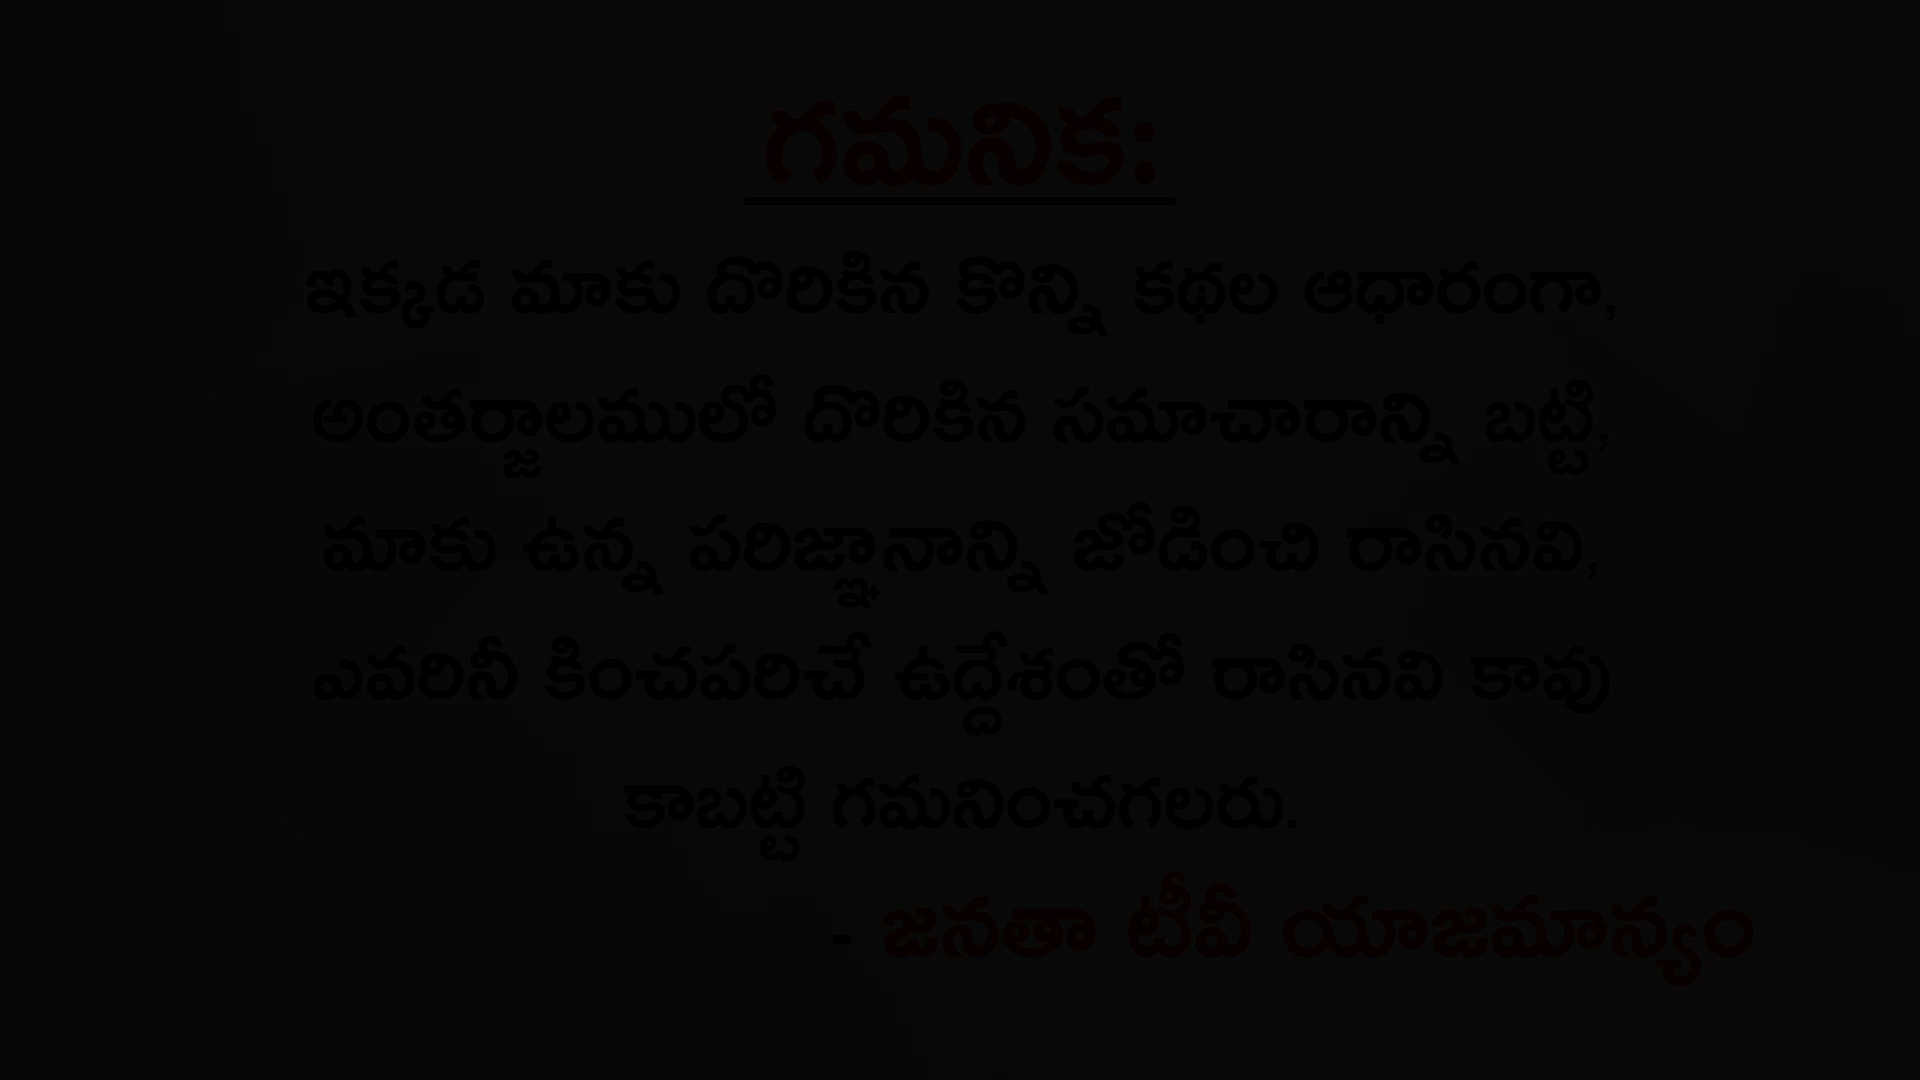 గమనిక:
ఇక్కడ మాకు దొరికిన కొన్ని కథల ఆధారంగా,
అంతర్జాలములో దొరికిన సమాచారాన్ని బట్టి,
మాకు ఉన్న పరిజ్ఞానాన్ని జోడించి రాసినవి,
ఎవరినీ కించపరిచే ఉద్దేశంతో రాసినవి కావు
కాబట్టి గమనించగలరు.
- జనతా టీవీ యాజమాన్యం